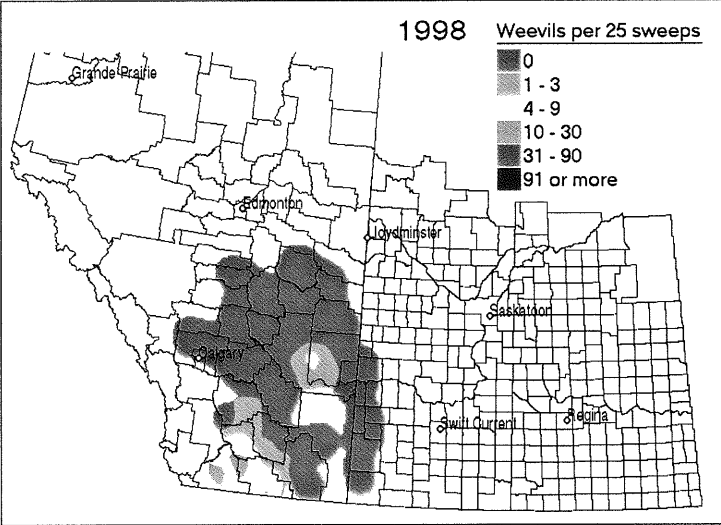 1998
Weevils per 25 sweeps
0
1 - 3
4 - 9
10 - 30
31 - 90
91 or more
Grande Prairie
Edmonton
Lloydminster
Saskatoon
Calgary
Swift Current
Regina